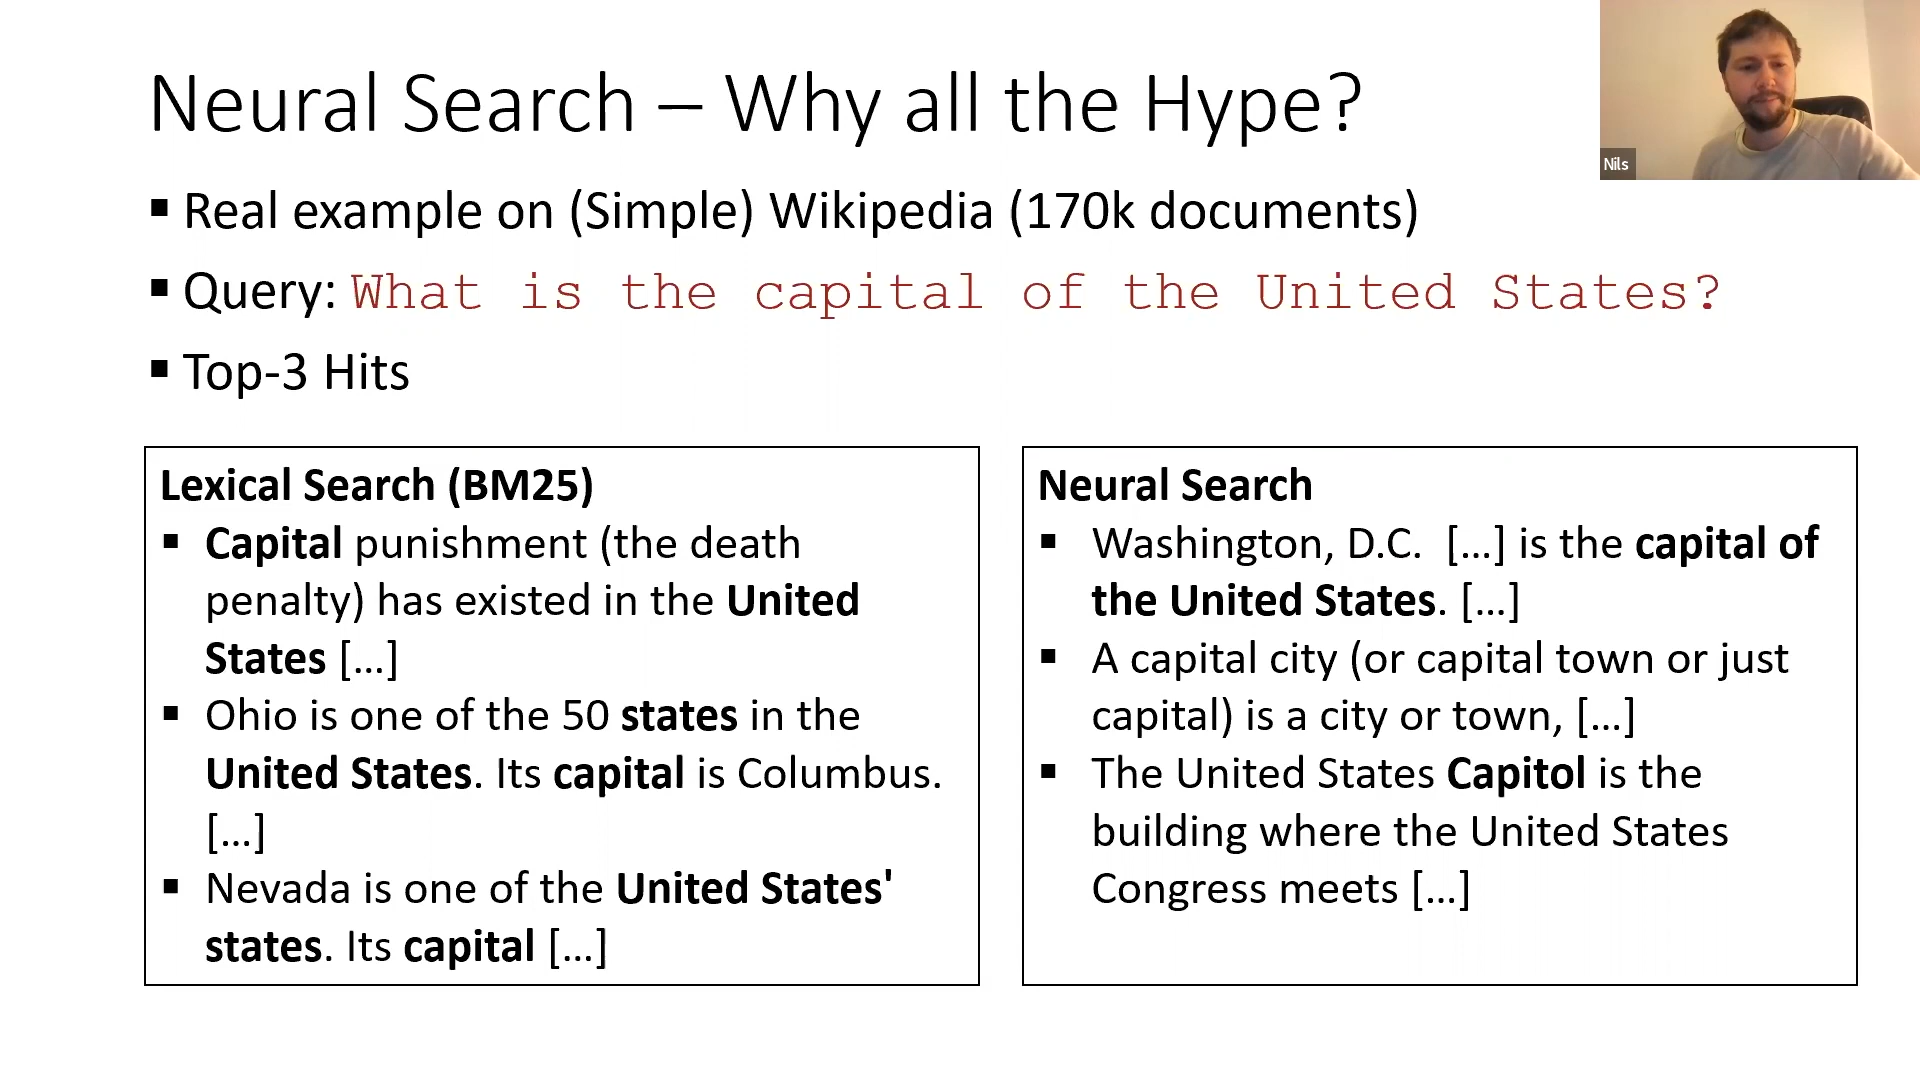 Neural Search – Why all the Hype?
Nils
▪ Real example on (Simple) Wikipedia (170k documents)
▪ Query: What is the capital of the United States?
▪ Top-3 Hits
Lexical Search (BM25)
▪ Capital punishment (the death
penalty) has existed in the United
States […]
▪ Ohio is one of the 50 states in the
United States. Its capital is Columbus.
[…]
▪ Nevada is one of the United States'
states. Its capital […]
Neural Search
▪ Washington, D.C. […] is the capital of
the United States. […]
▪ A capital city (or capital town or just
capital) is a city or town, […]
▪ The United States Capitol is the
building where the United States
Congress meets […]